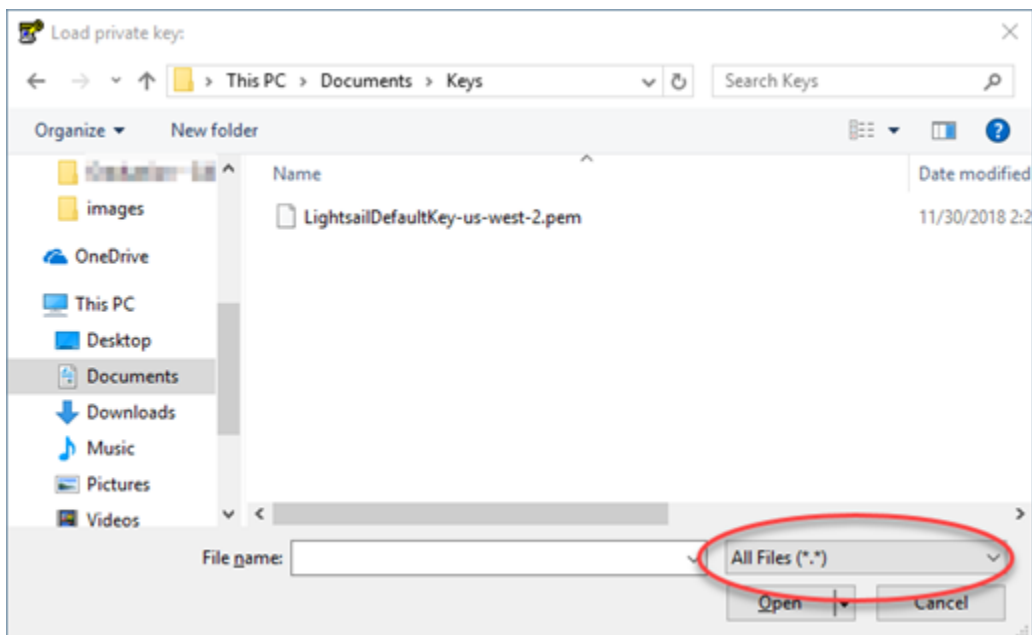 Load private key:
This PC > Documents > Keys
Search Keys
Organize
New folder
Name
Date modified
images
LightsailDefaultKey-us-west-2.pem
11/30/2018 2:2
OneDrive
This PC
Desktop
Documents
Downloads
Music
Pictures
Videos
File name:
All Files (*.*)
Open
Cancel